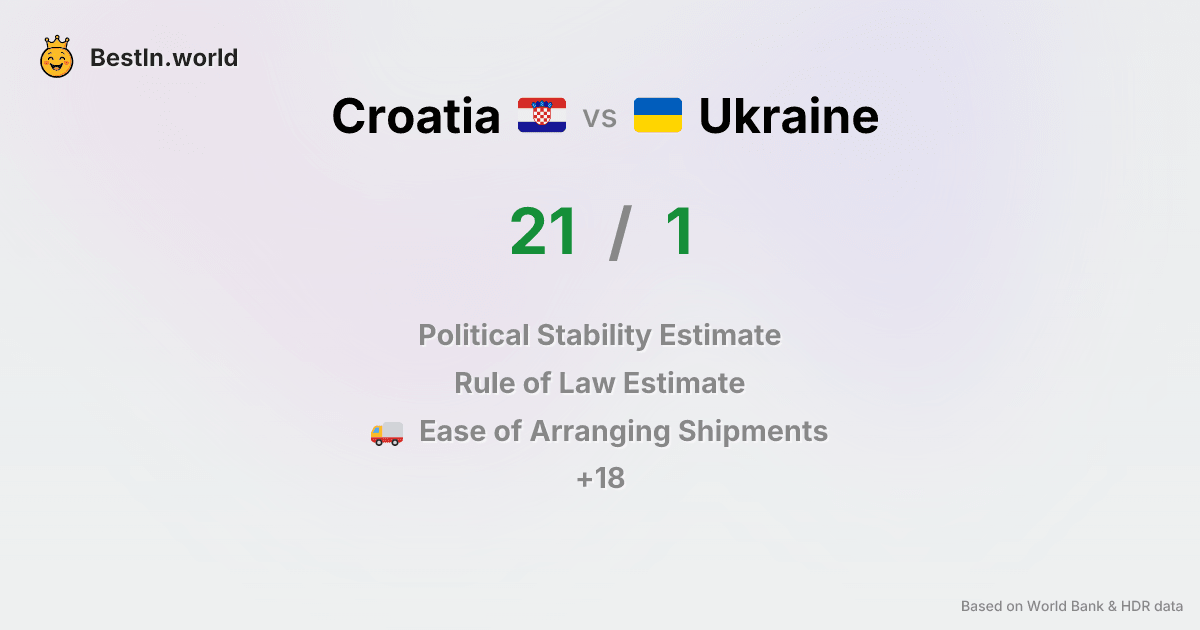 BestIn.world
Croatia vs Ukraine
21 / 1
Political Stability Estimate
Rule of Law Estimate
Ease of Arranging Shipments
+18
Based on World Bank & HDR data